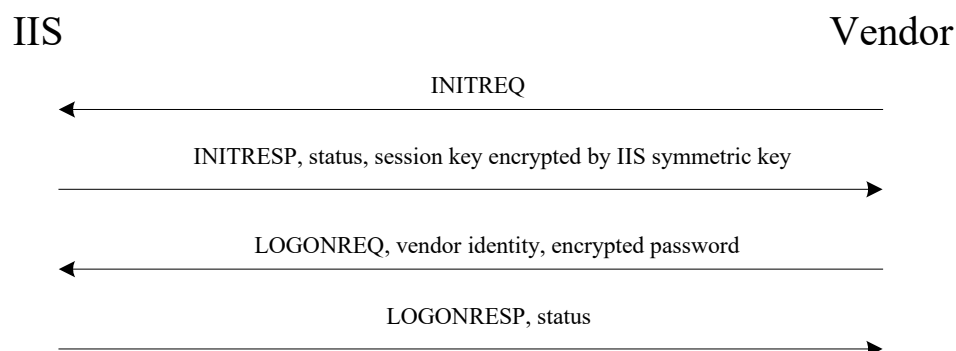 IIS
Vendor
INITREQ
INITRESP, status, session key encrypted by IIS symmetric key
LOGONREQ, vendor identity, encrypted password
LOGONRESP, status